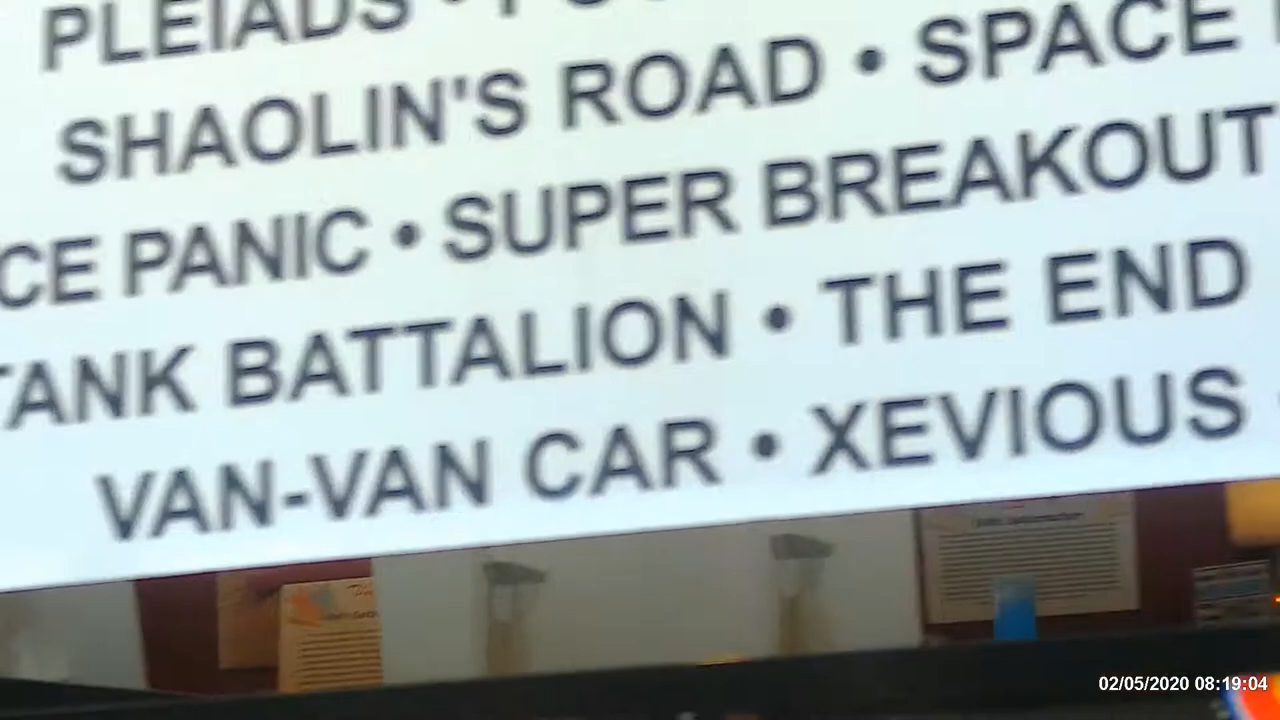 PLEIADS •
SHAOLIN'S ROAD • SPACE
CE PANIC • SUPER BREAKOUT
TANK BATTALION • THE END
VAN-VAN CAR • XEVIOUS
02/05/2020 08:19:04